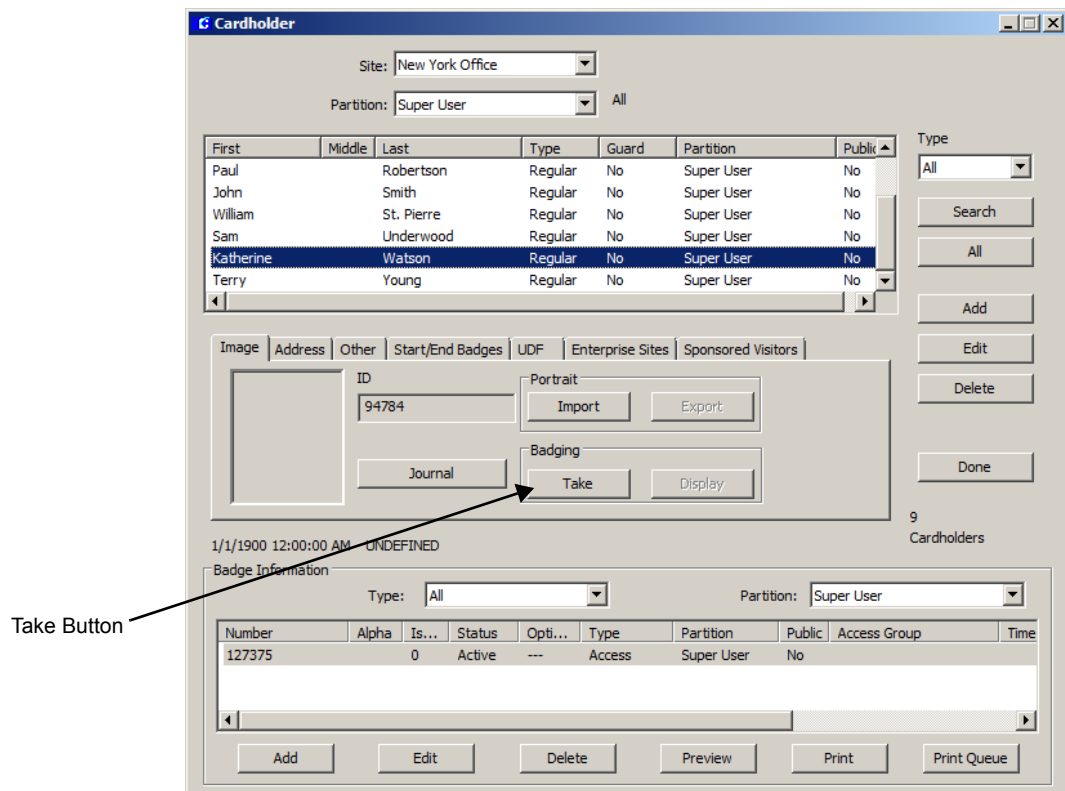 Cardholder
Site: New York Office
Partition: Super User All
First Middle Last Type Guard Partition Public
Paul Robertson Regular No Super User No
John Smith Regular No Super User No
William St. Pierre Regular No Super User No
Sam Underwood Regular No Super User No
Katherine Watson Regular No Super User No
Terry Young Regular No Super User No
Type
All
Search
All
Add
Edit
Delete
Done
9
Cardholders
Image Address Other Start/End Badges UDF Enterprise Sites Sponsored Visitors
ID
94784
Journal
Portrait
Import Export
Badging
Take Display
1/1/1900 12:00:00 AM UNDEFINED
Take Button
Badge Information
Type: All Partition: Super User
Number Alpha Is... Status Opti... Type Partition Public Access Group Time
127375 0 Active --- Access Super User No
Add Edit Delete Preview Print Print Queue